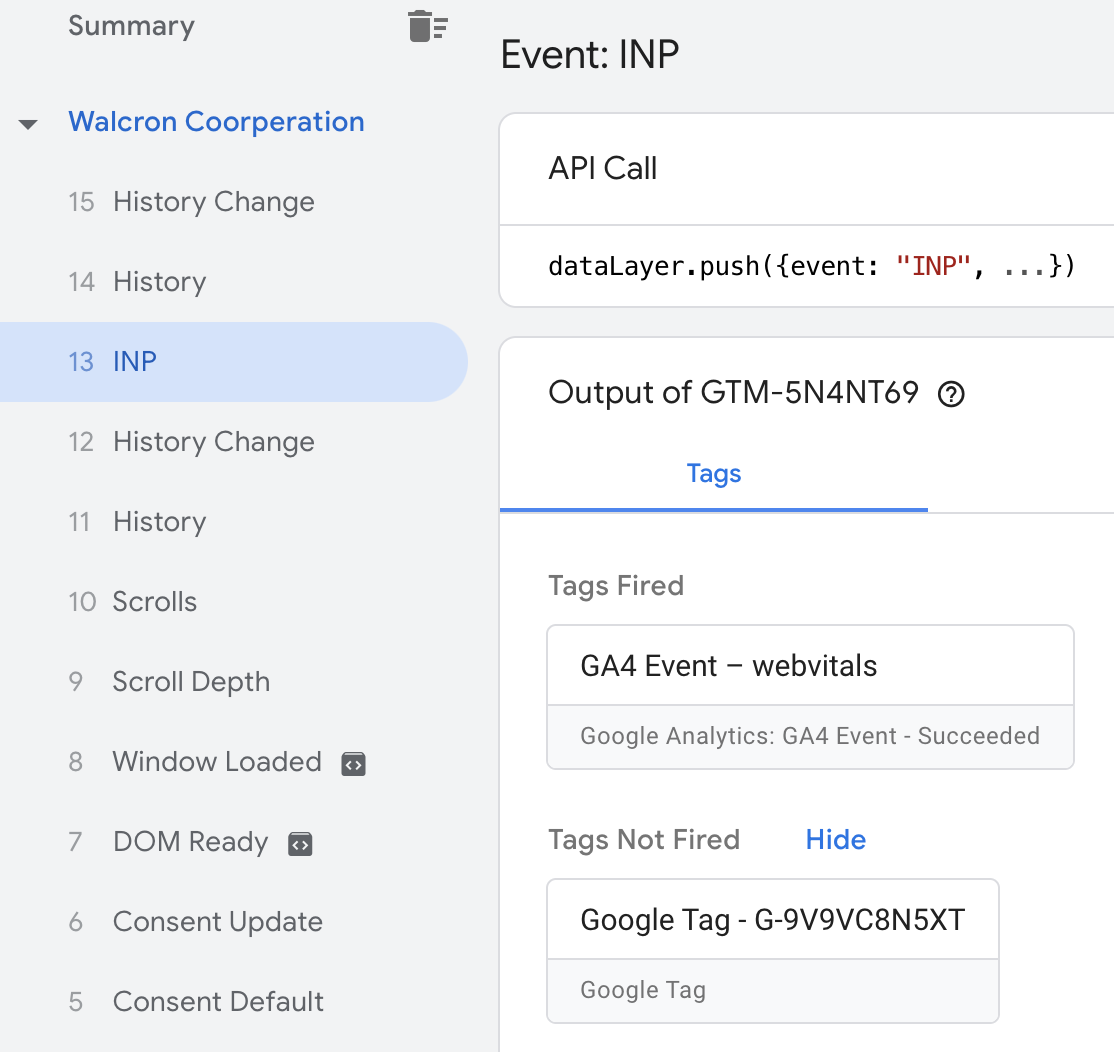 Summary
Walcron Coorperation
15 History Change
14 History
13 INP
12 History Change
11 History
10 Scrolls
9 Scroll Depth
8 Window Loaded
7 DOM Ready
6 Consent Update
5 Consent Default
Event: INP
API Call
dataLayer.push({event: "INP", ...})
Output of GTM-5N4NT69
Tags
Tags Fired
GA4 Event – webvitals
Google Analytics: GA4 Event - Succeeded
Tags Not Fired Hide
Google Tag - G-9V9VC8N5XT
Google Tag